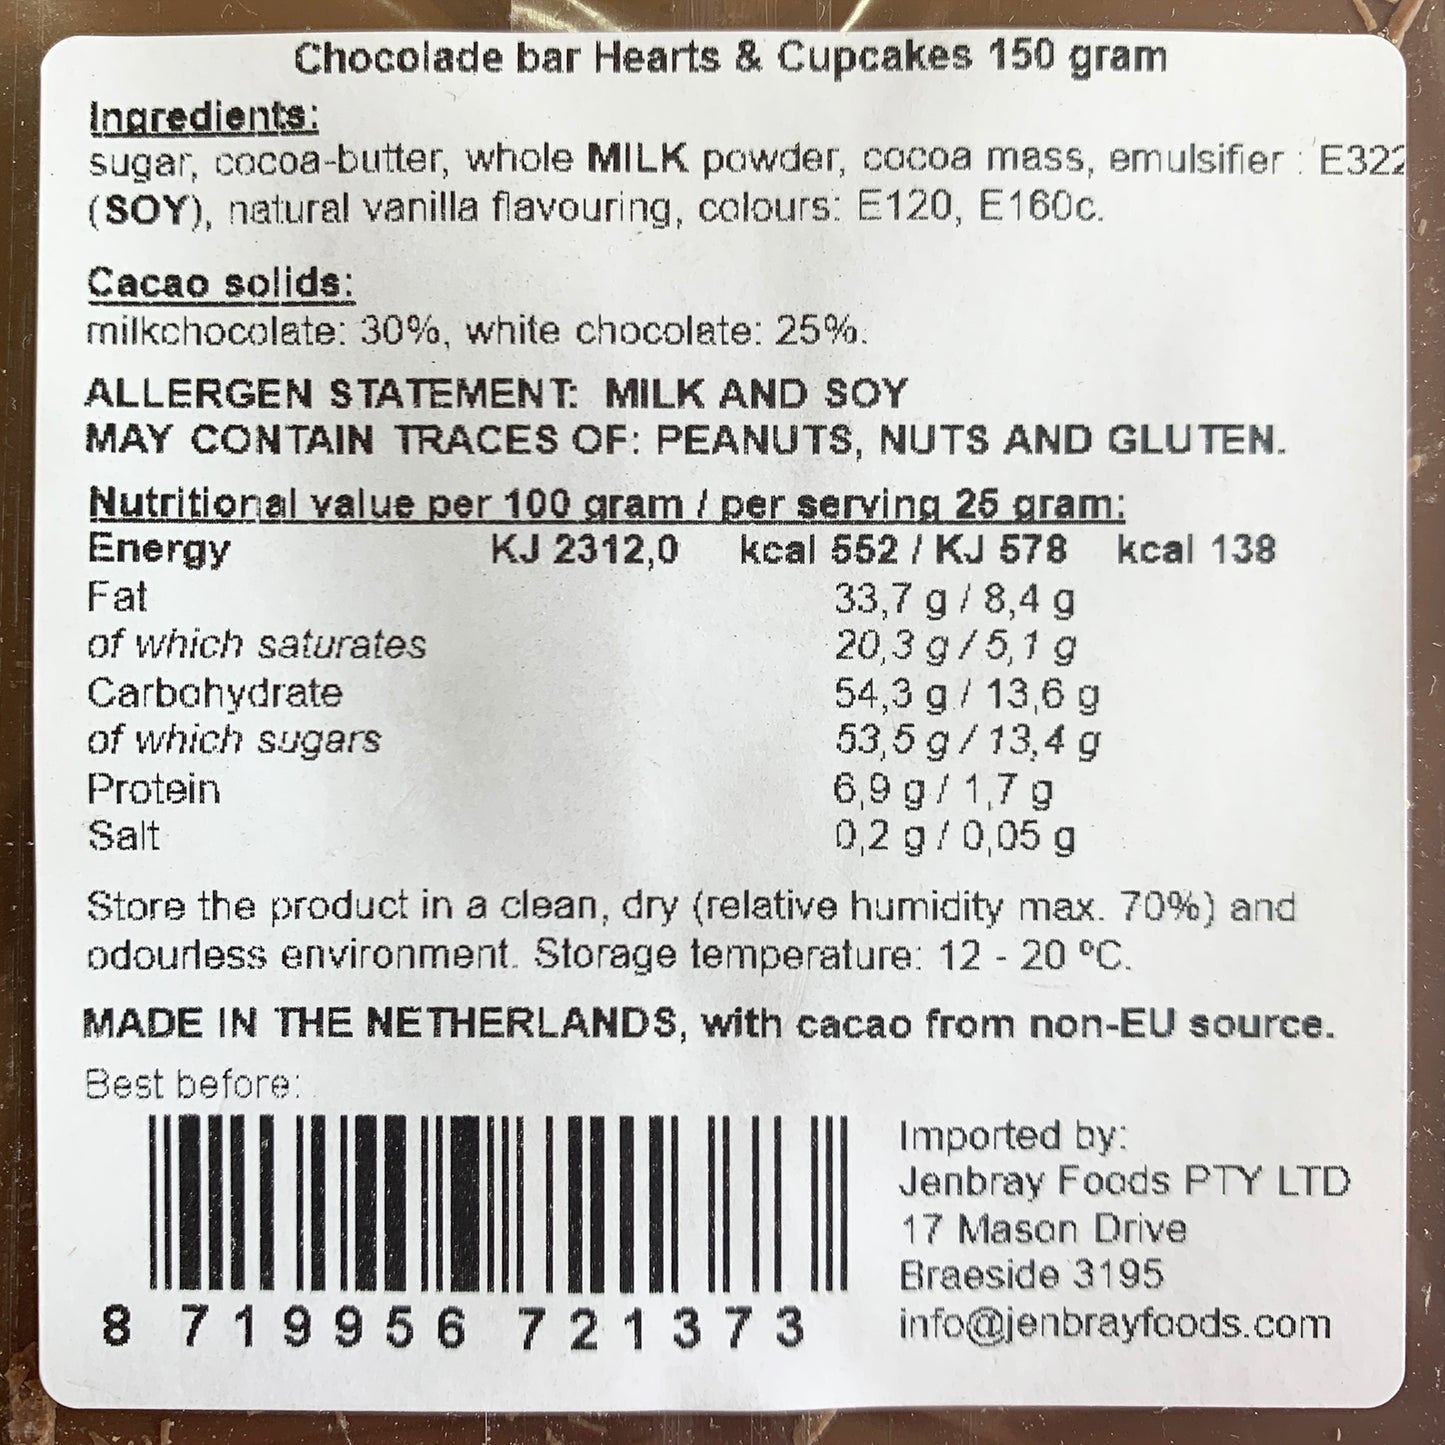 Chocolade bar Hearts & Cupcakes 150 gram
Ingredients:
sugar, cocoa-butter, whole MILK powder, cocoa mass, emulsifier : E322
(SOY), natural vanilla flavouring, colours: E120, E160c.
Cacao solids:
milkchocolate: 30%, white chocolate: 25%.
ALLERGEN STATEMENT: MILK AND SOY
MAY CONTAIN TRACES OF: PEANUTS, NUTS AND GLUTEN.
Nutritional value per 100 gram / per serving 25 gram:
Energy KJ 2312,0 kcal 552 / KJ 578 kcal 138
Fat 33,7 g / 8,4 g
of which saturates 20,3 g / 5,1 g
Carbohydrate 54,3 g / 13,6 g
of which sugars 53,5 g / 13,4 g
Protein 6,9 g / 1,7 g
Salt 0,2 g / 0,05 g
Store the product in a clean, dry (relative humidity max. 70%) and
odourless environment. Storage temperature: 12 - 20 ºC.
MADE IN THE NETHERLANDS, with cacao from non-EU source.
Best before:
Imported by:
Jenbray Foods PTY LTD
17 Mason Drive
Braeside 3195
info@jenbrayfoods.com
8 719956 721373